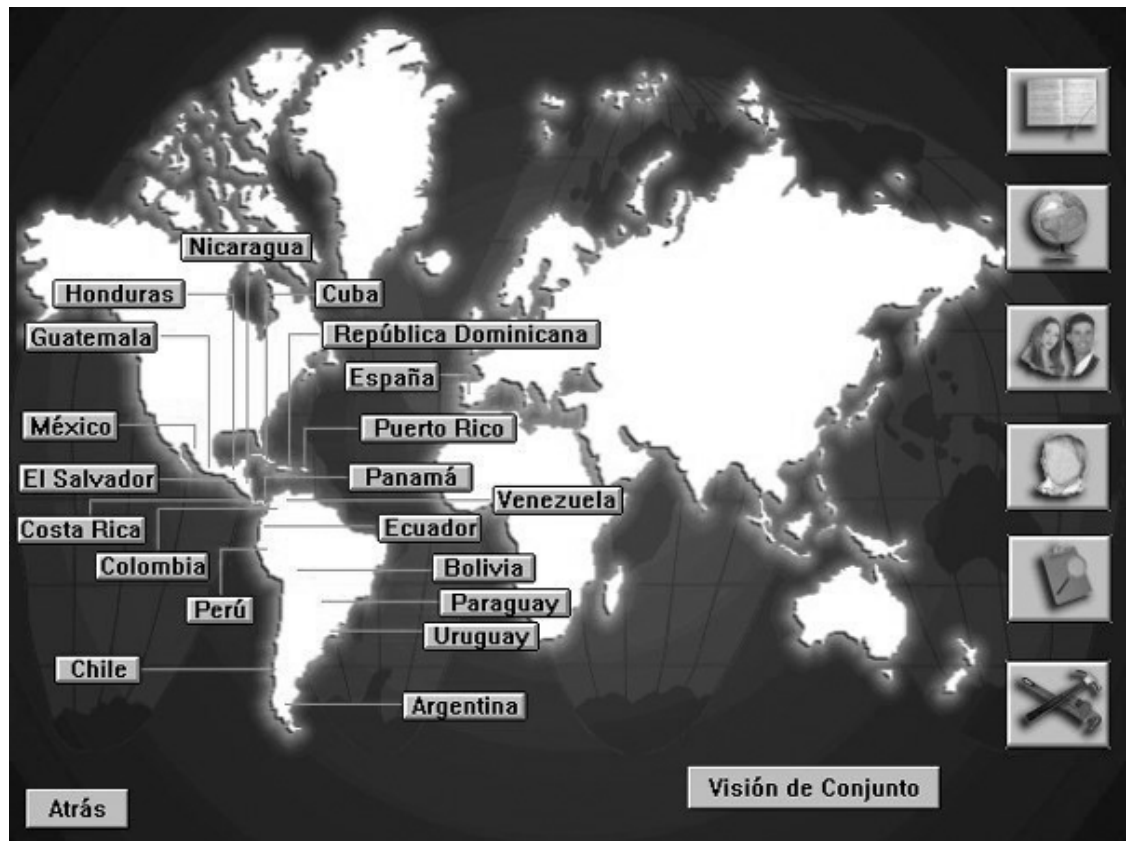 Nicaragua
Honduras
Cuba
Guatemala
República Dominicana
España
México
Puerto Rico
El Salvador
Panamá
Venezuela
Costa Rica
Ecuador
Colombia
Bolivia
Perú
Paraguay
Uruguay
Chile
Argentina
Visión de Conjunto
Atrás